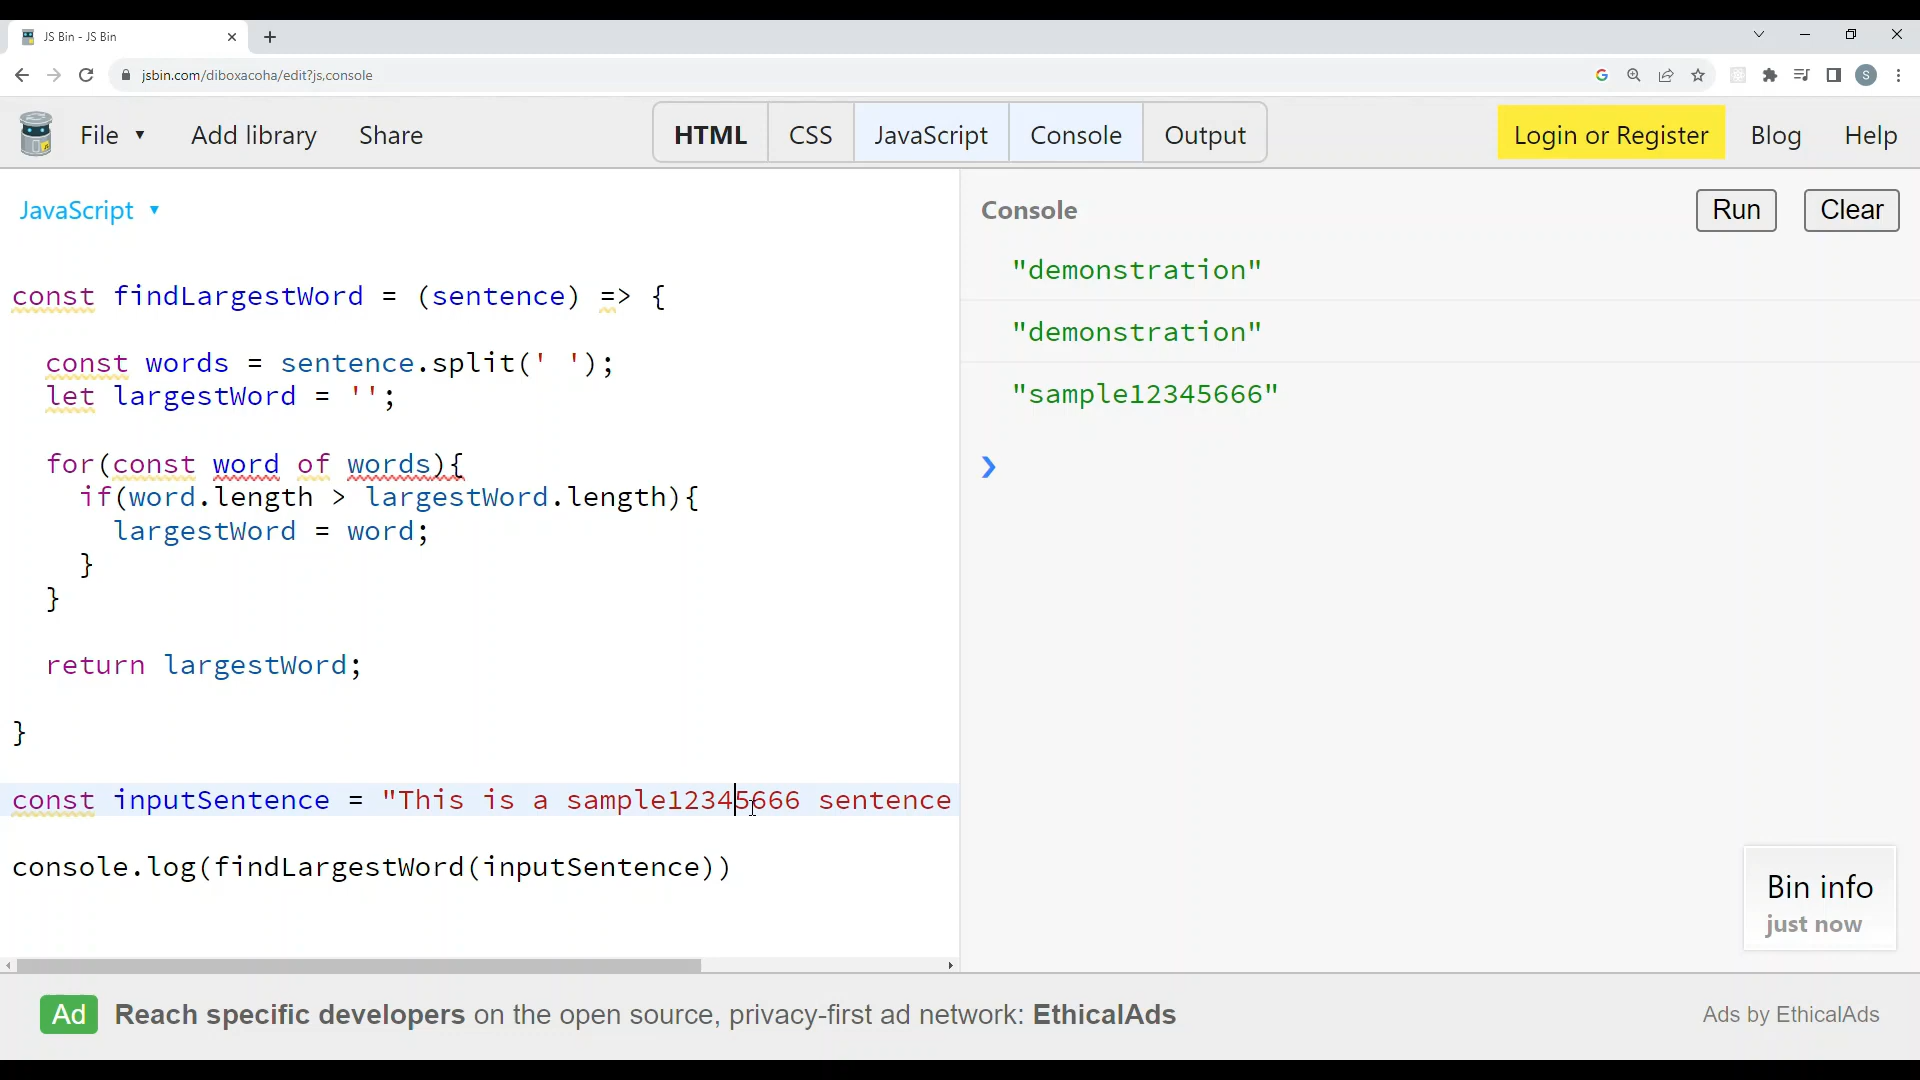 JS Bin - JS Bin
jsbin.com/diboxacoha/edit?js,console
S
File ▼ Add library Share HTML CSS JavaScript Console Output Login or Register Blog Help
JavaScript ▼
const findLargestWord = (sentence) => {
const words = sentence.split(' ');
let largestWord = '';
for(const word of words){
if(word.length > largestWord.length){
largestWord = word;
}
}
return largestWord;
}
const inputSentence = "This is a sample12345666 sentence
console.log(findLargestWord(inputSentence))
Console Run Clear
"demonstration"
"demonstration"
"sample12345666"
❯
Bin info
just now
Ad Reach specific developers on the open source, privacy-first ad network: EthicalAds Ads by EthicalAds